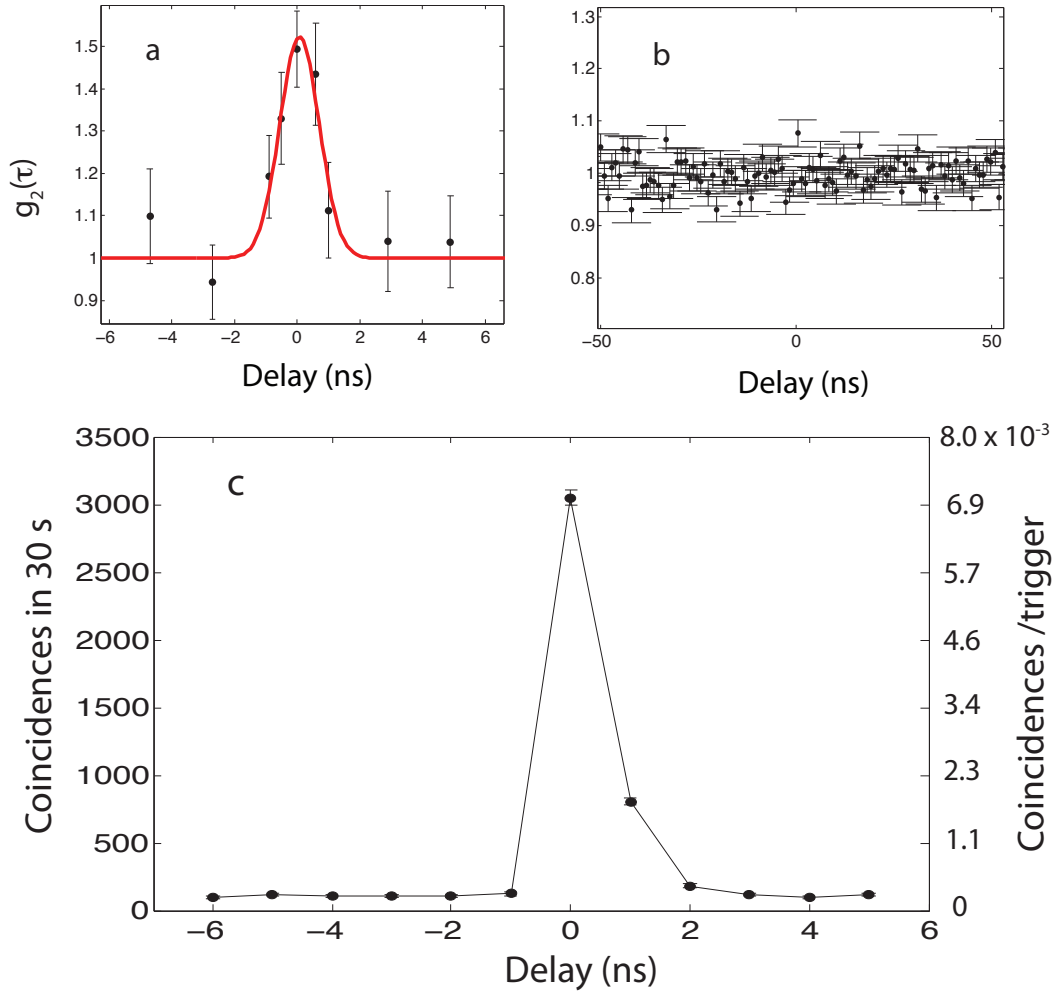 a
1.5
1.4
1.3
1.2
1.1
1
0.9
g2(τ)
−6 −4 −2 0 2 4 6
Delay (ns)
b
1.3
1.2
1.1
1.0
0.9
0.8
−50 0 50
Delay (ns)
c
3500
3000
2500
2000
1500
1000
500
0
Coincidences in 30 s
8.0 x 10-3
6.9
5.7
4.6
3.4
2.3
1.1
0
Coincidences /trigger
−6 −4 −2 0 2 4 6
Delay (ns)